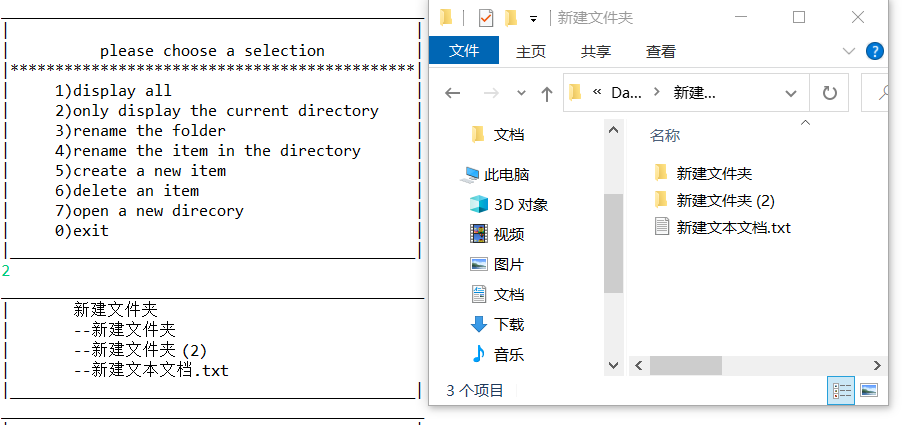 please choose a selection
|*********************************************|
1)display all
2)only display the current directory
3)rename the folder
4)rename the item in the directory
5)create a new item
6)delete an item
7)open a new direcory
0)exit
2
新建文件夹
--新建文件夹
--新建文件夹 (2)
--新建文本文档.txt
新建文件夹
文件 主页 共享 查看
« Da... > 新建...
文档
此电脑
3D 对象
视频
图片
文档
下载
音乐
名称
新建文件夹
新建文件夹 (2)
新建文本文档.txt
3 个项目